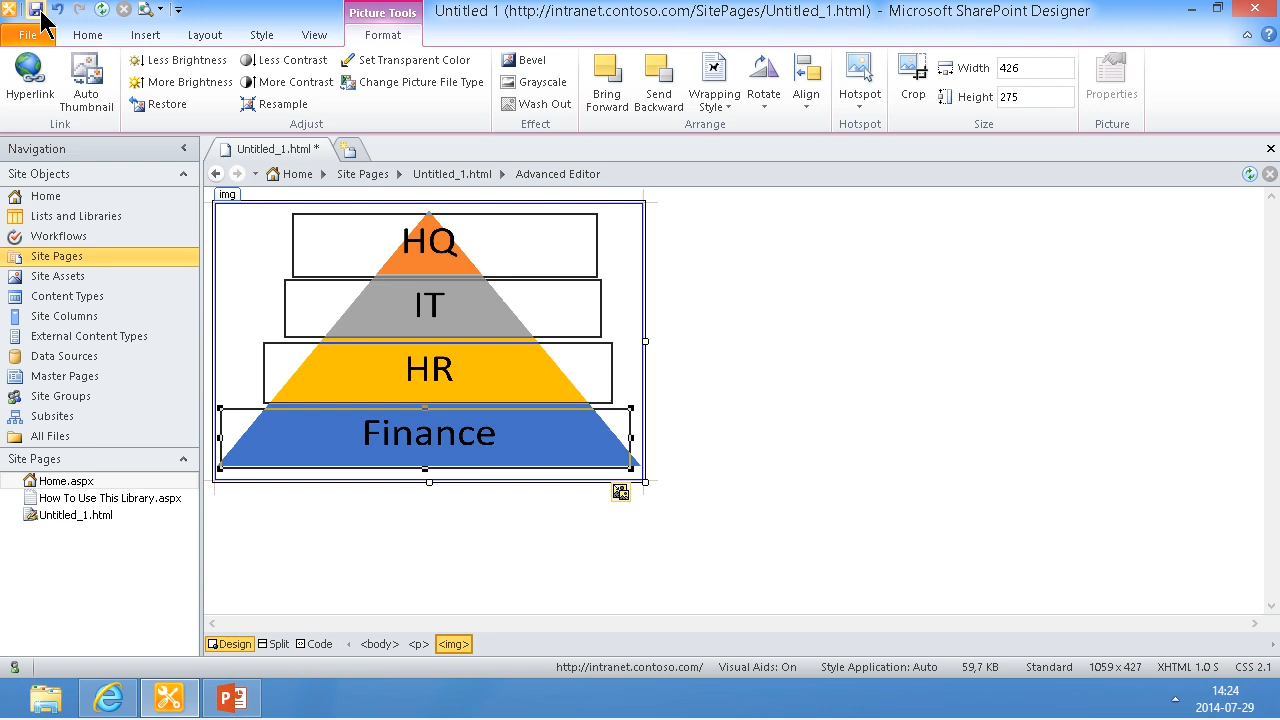 Picture Tools
Untitled 1 (http://intranet.contoso.com/SitePages/Untitled_1.html) - Microsoft SharePoint Designer
File Home Insert Layout Style View Format
Hyperlink
Auto Thumbnail
Link
Less Brightness Less Contrast Set Transparent Color
More Brightness More Contrast Change Picture File Type
Restore Resample
Adjust
Bevel
Grayscale
Wash Out
Effect
Bring Forward
Send Backward
Wrapping Style
Rotate
Align
Arrange
Hotspot
Hotspot
Crop
Width 426
Height 275
Size
Properties
Picture
Navigation
Untitled_1.html *
Site Objects
Home Site Pages Untitled_1.html Advanced Editor
Home
Lists and Libraries
Workflows
Site Pages
Site Assets
Content Types
Site Columns
External Content Types
Data Sources
Master Pages
Site Groups
Subsites
All Files
Site Pages
Home.aspx
How To Use This Library.aspx
Untitled_1.html
img
HQ
IT
HR
Finance
Design Split Code <body> <p> <img>
http://intranet.contoso.com/ Visual Aids: On Style Application: Auto 59,7 KB Standard 1059 x 427 XHTML 1.0 S CSS 2.1
14:24
2014-07-29